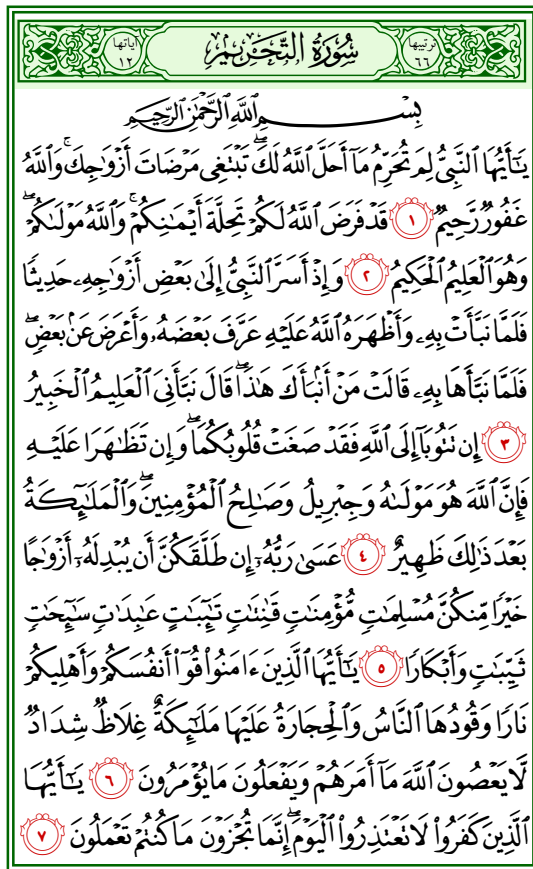 ترتيبها ٦٦ سُورَةُ التَّحْرِيمِ آياتها ١٢
بِسْمِ ٱللَّهِ ٱلرَّحْمَٰنِ ٱلرَّحِيمِ
يَٰٓأَيُّهَا ٱلنَّبِيُّ لِمَ تُحَرِّمُ مَآ أَحَلَّ ٱللَّهُ لَكَۖ تَبْتَغِى مَرْضَاتَ أَزْوَٰجِكَۚ وَٱللَّهُ
غَفُورٌ رَّحِيمٌ ١ قَدْ فَرَضَ ٱللَّهُ لَكُمْ تَحِلَّةَ أَيْمَٰنِكُمْۚ وَٱللَّهُ مَوْلَىٰكُمْۖ
وَهُوَ ٱلْعَلِيمُ ٱلْحَكِيمُ ٢ وَإِذْ أَسَرَّ ٱلنَّبِيُّ إِلَىٰ بَعْضِ أَزْوَٰجِهِۦ حَدِيثًا
فَلَمَّا نَبَّأَتْ بِهِۦ وَأَظْهَرَهُ ٱللَّهُ عَلَيْهِ عَرَّفَ بَعْضَهُۥ وَأَعْرَضَ عَنۢ بَعْضٍۖ
فَلَمَّا نَبَّأَهَا بِهِۦ قَالَتْ مَنْ أَنۢبَأَكَ هَٰذَاۖ قَالَ نَبَّأَنِىَ ٱلْعَلِيمُ ٱلْخَبِيرُ
٣ إِن تَتُوبَآ إِلَى ٱللَّهِ فَقَدْ صَغَتْ قُلُوبُكُمَاۖ وَإِن تَظَٰهَرَا عَلَيْهِ
فَإِنَّ ٱللَّهَ هُوَ مَوْلَىٰهُ وَجِبْرِيلُ وَصَٰلِحُ ٱلْمُؤْمِنِينَۖ وَٱلْمَلَٰٓئِكَةُ
بَعْدَ ذَٰلِكَ ظَهِيرٌ ٤ عَسَىٰ رَبُّهُۥٓ إِن طَلَّقَكُنَّ أَن يُبْدِلَهُۥٓ أَزْوَٰجًا
خَيْرًا مِّنكُنَّ مُسْلِمَٰتٍ مُّؤْمِنَٰتٍ قَٰنِتَٰتٍ تَٰٓئِبَٰتٍ عَٰبِدَٰتٍ سَٰٓئِحَٰتٍ
ثَيِّبَٰتٍ وَأَبْكَارًا ٥ يَٰٓأَيُّهَا ٱلَّذِينَ ءَامَنُوا۟ قُوٓا۟ أَنفُسَكُمْ وَأَهْلِيكُمْ
نَارًا وَقُودُهَا ٱلنَّاسُ وَٱلْحِجَارَةُ عَلَيْهَا مَلَٰٓئِكَةٌ غِلَاظٌ شِدَادٌ
لَّا يَعْصُونَ ٱللَّهَ مَآ أَمَرَهُمْ وَيَفْعَلُونَ مَا يُؤْمَرُونَ ٦ يَٰٓأَيُّهَا
ٱلَّذِينَ كَفَرُوا۟ لَا تَعْتَذِرُوا۟ ٱلْيَوْمَۖ إِنَّمَا تُجْزَوْنَ مَا كُنتُمْ تَعْمَلُونَ ٧